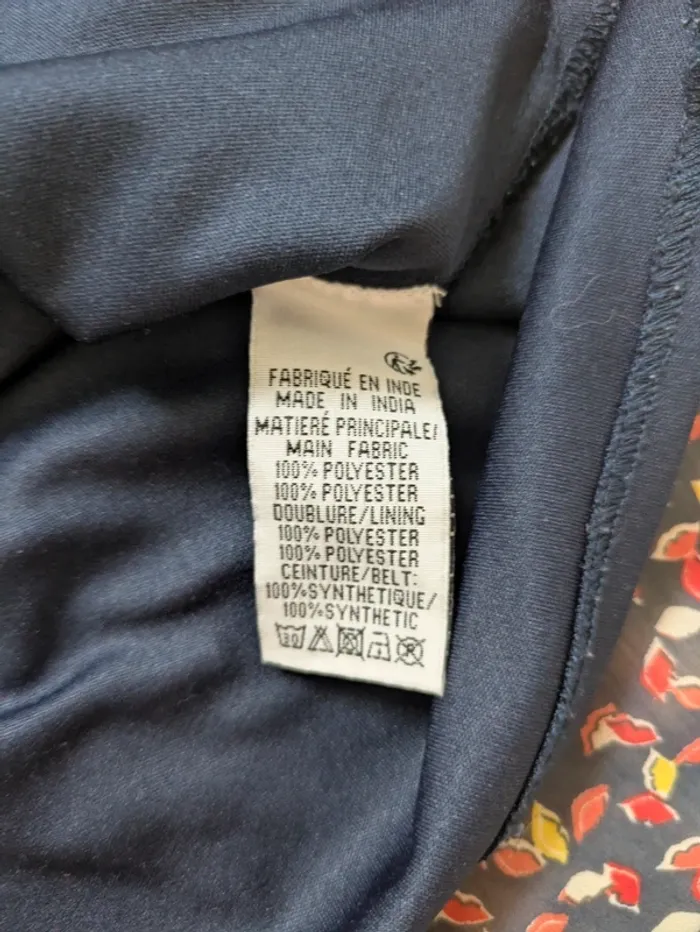 FABRIQUÉ EN INDE
MADE IN INDIA
MATIERÉ PRINCIPALE/
MAIN FABRIC
100% POLYESTER
100% POLYESTER
DOUBLURE/LINING
100% POLYESTER
100% POLYESTER
CEINTURE/BELT:
100%SYNTHETIQUE/
100%SYNTHETIC
30